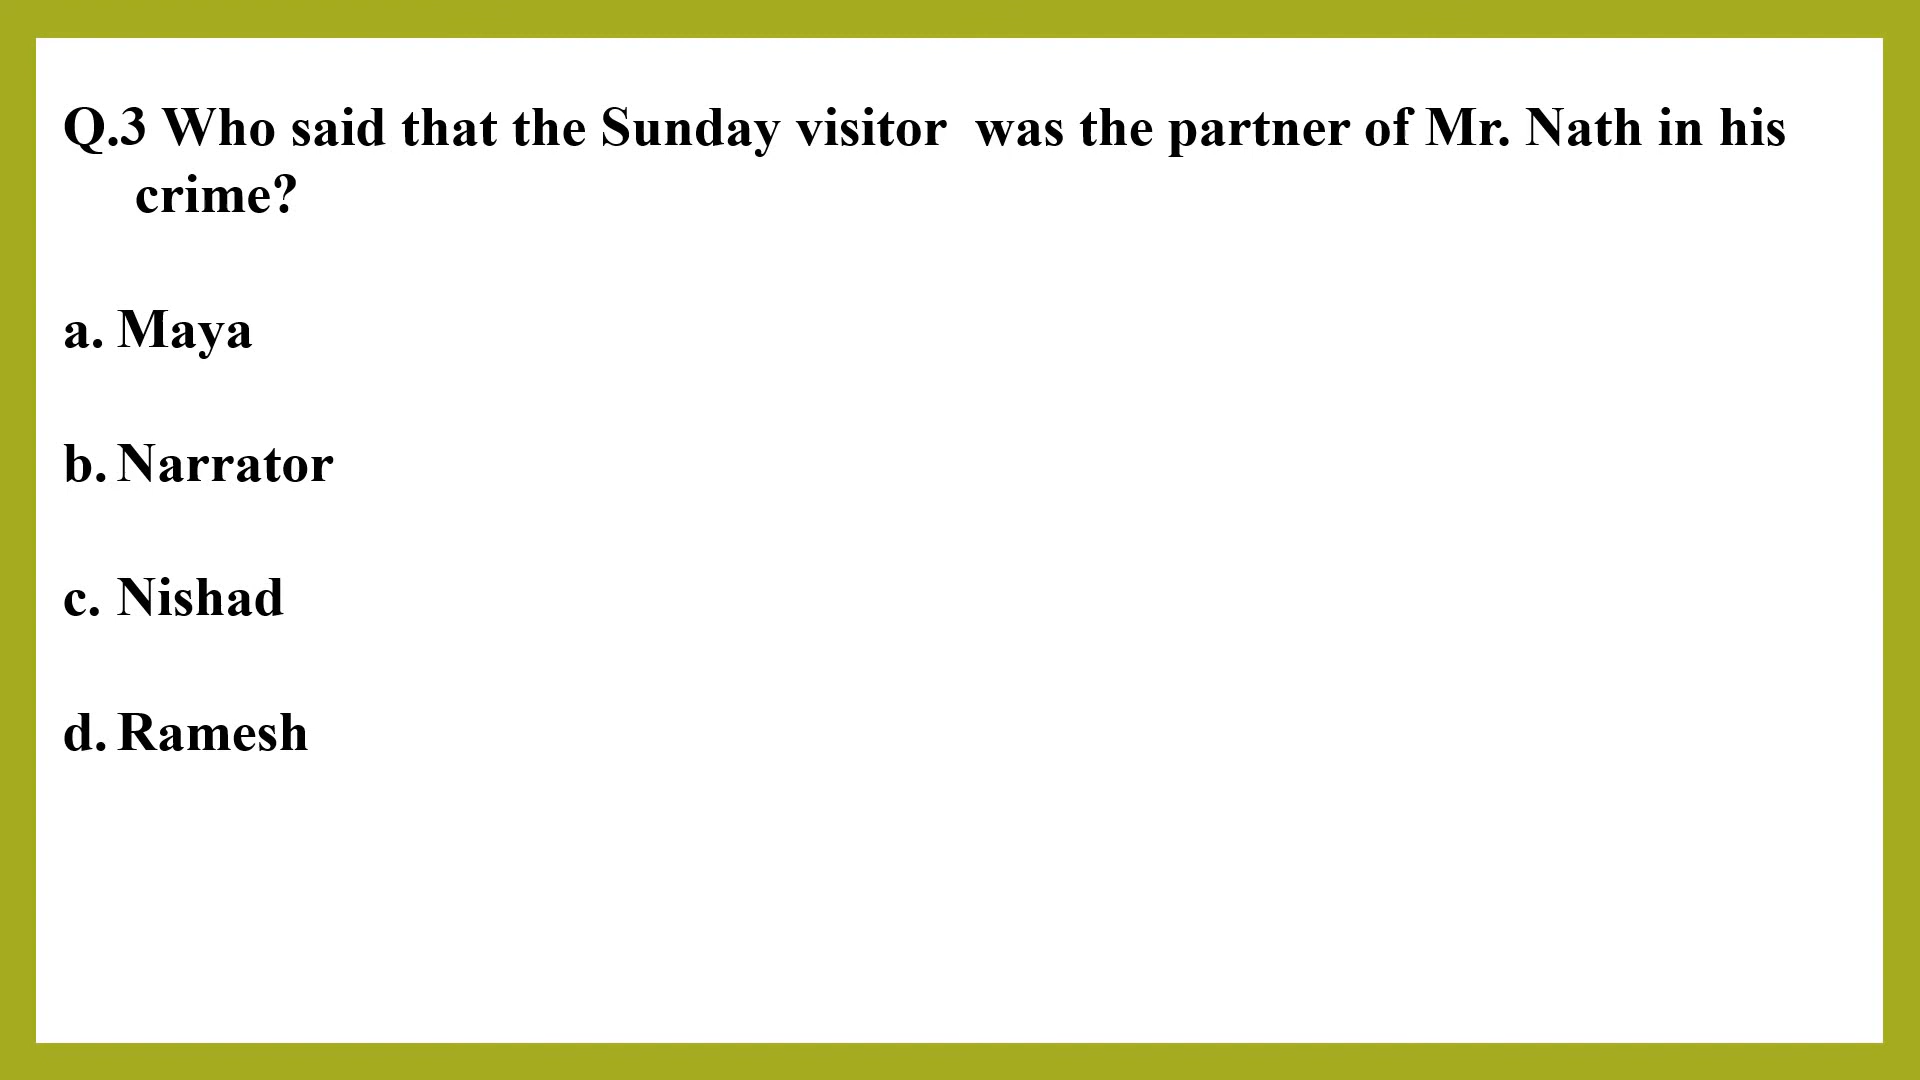 Q.3 Who said that the Sunday visitor  was the partner of Mr. Nath in his
crime?
a. Maya
b. Narrator
c. Nishad
d. Ramesh